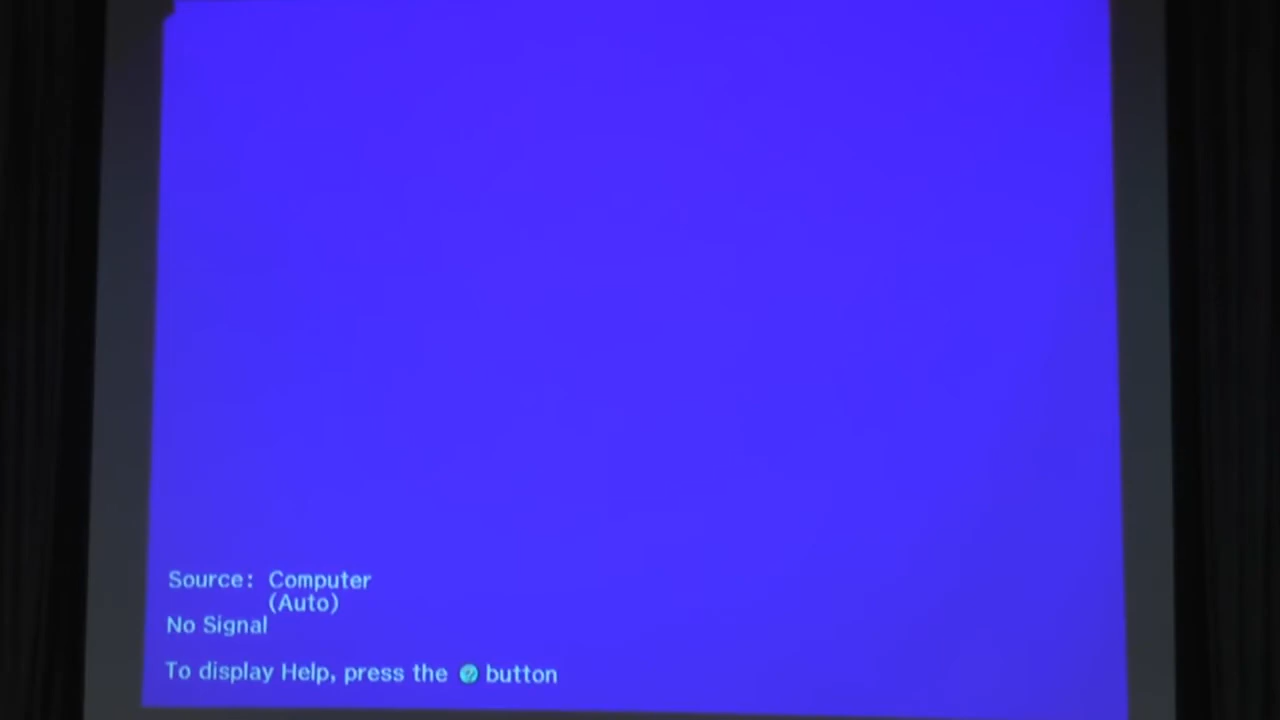 Source: Computer
(Auto)
No Signal
To display Help, press the ? button